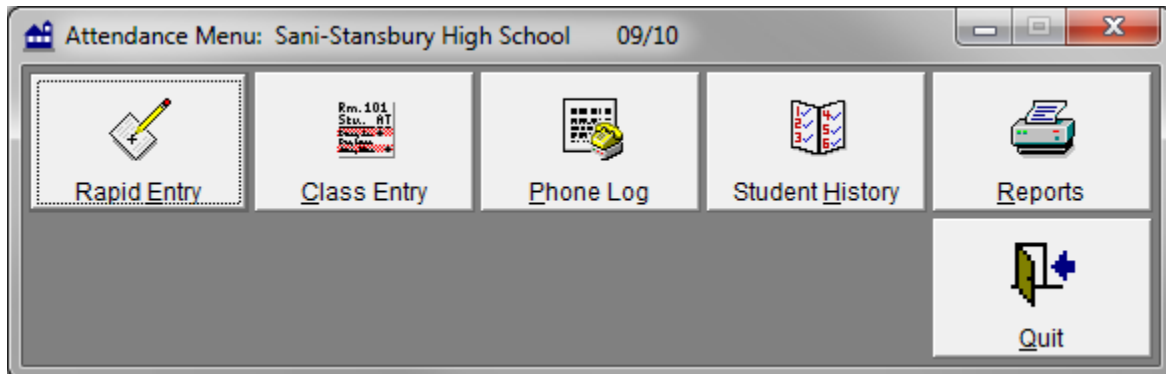 Attendance Menu: Sani-Stansbury High School 09/10
Rm.101
Stu. AT
Rapid Entry
Class Entry
Phone Log
Student History
Reports
Quit